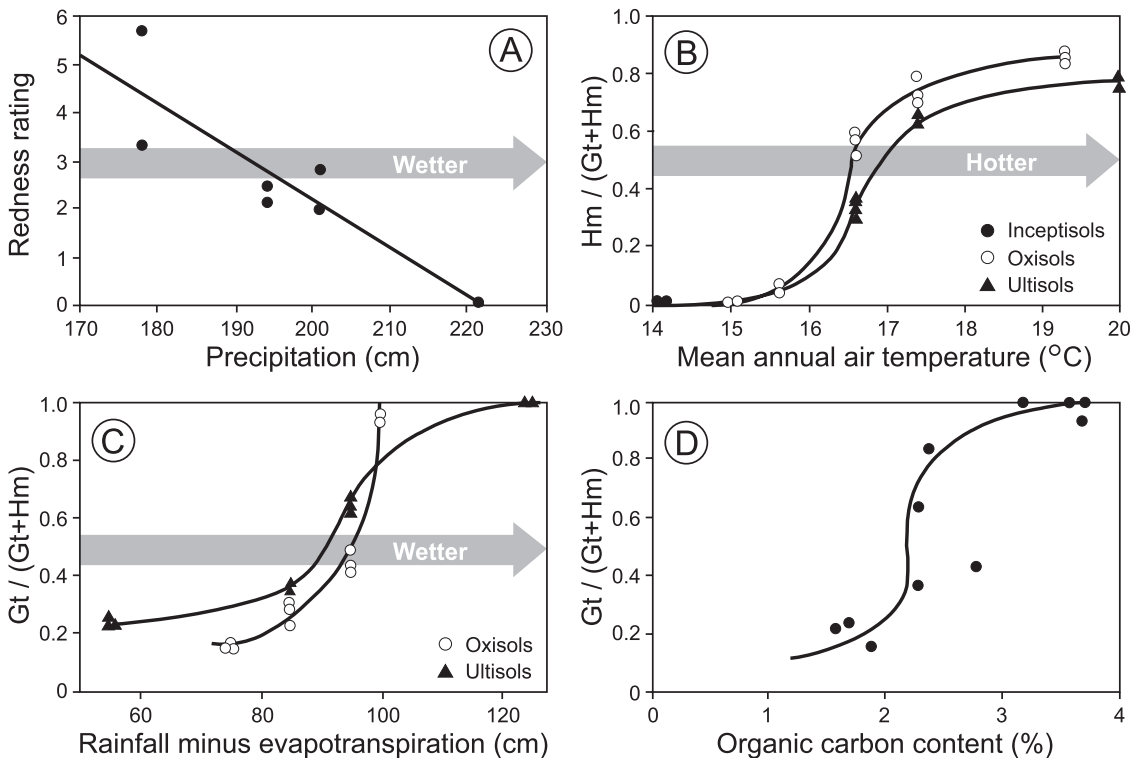 A
Redness rating
6
5
4
3
2
1
0
Wetter
170 180 190 200 210 220 230
Precipitation (cm)
B
Hm / (Gt+Hm)
1.0
0.8
0.6
0.4
0.2
0
Hotter
Inceptisols
Oxisols
Ultisols
14 15 16 17 18 19 20
Mean annual air temperature (°C)
C
Gt / (Gt+Hm)
1.0
0.8
0.6
0.4
0.2
0
Wetter
Oxisols
Ultisols
60 80 100 120
Rainfall minus evapotranspiration (cm)
D
Gt / (Gt+Hm)
1.0
0.8
0.6
0.4
0.2
0
0 1 2 3 4
Organic carbon content (%)